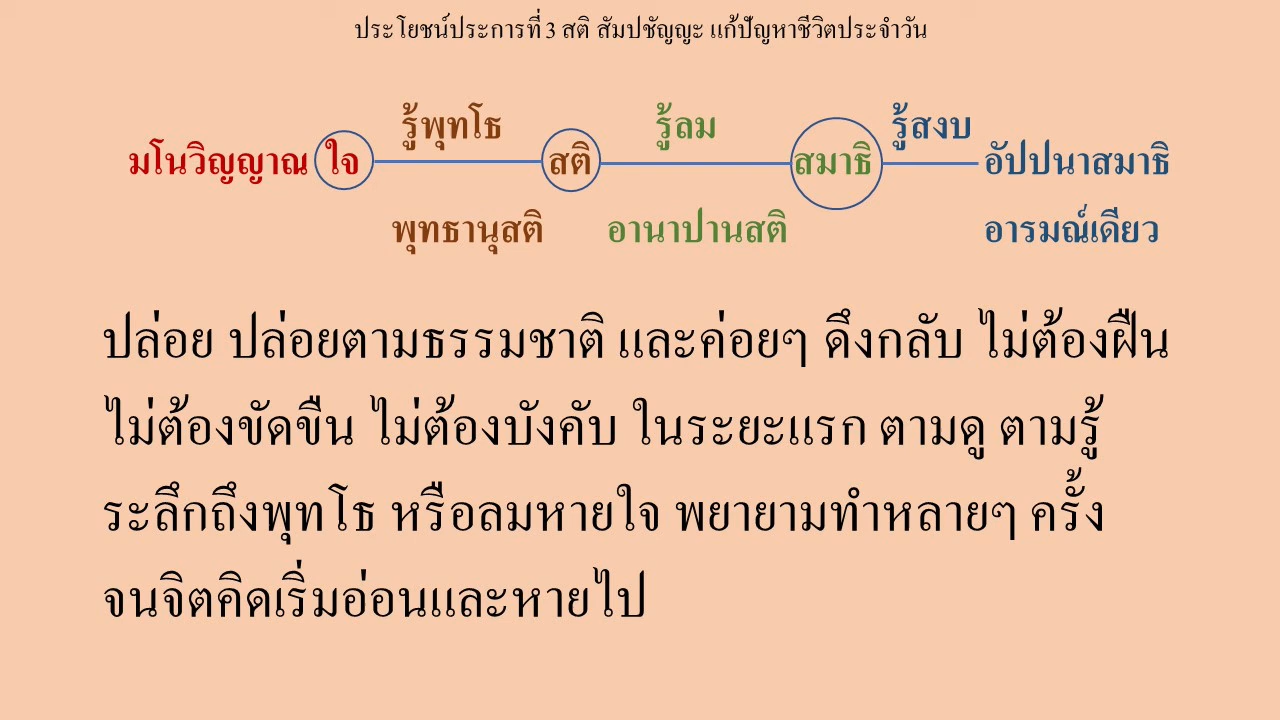 ประโยชน์ประการที่ 3 สติ สัมปชัญญะ แก้ปัญหาชีวิตประจำวัน
รู้พุทโธ รู้ลม รู้สงบ
มโนวิญญาณ ใจ สติ สมาธิ อัปปนาสมาธิ
พุทธานุสติ อานาปานสติ อารมณ์เดียว
ปล่อย ปล่อยตามธรรมชาติ และค่อยๆ ดึงกลับ ไม่ต้องฝืน
ไม่ต้องขัดขืน ไม่ต้องบังคับ ในระยะแรก ตามดู ตามรู้
ระลึกถึงพุทโธ หรือลมหายใจ พยายามทำหลายๆ ครั้ง
จนจิตคิดเริ่มอ่อนและหายไป